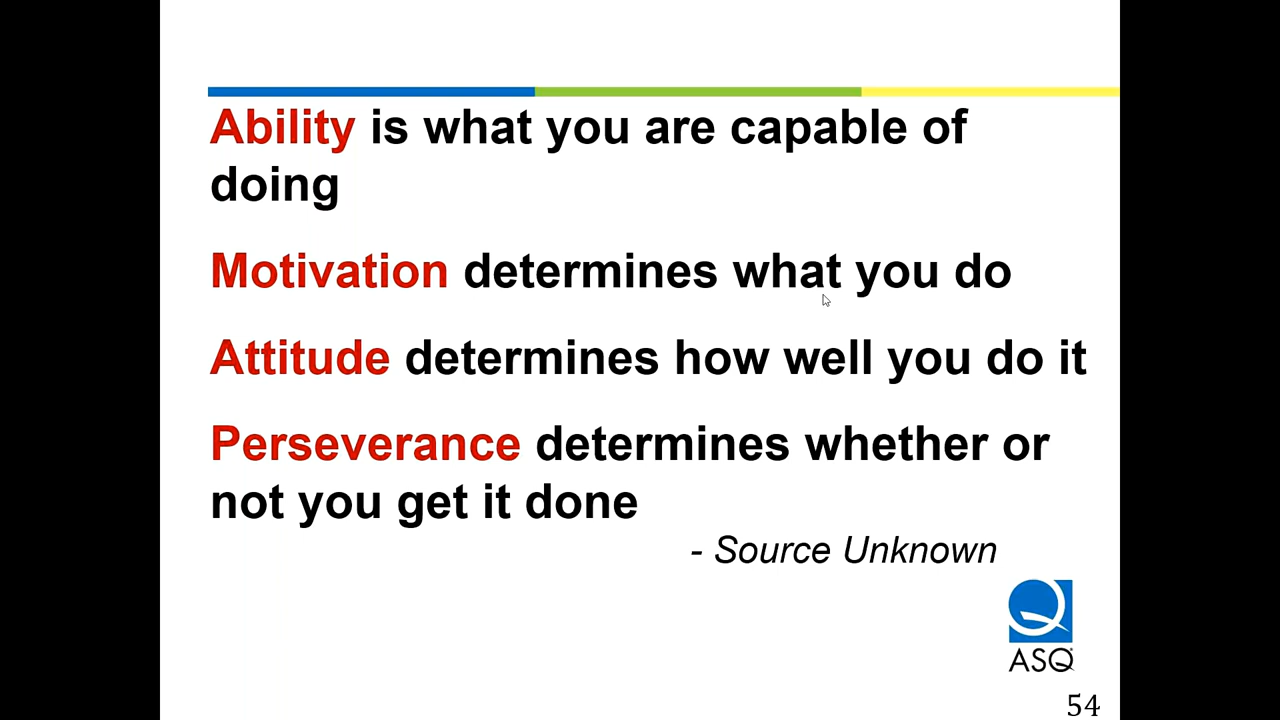 Ability is what you are capable of
doing
Motivation determines what you do
Attitude determines how well you do it
Perseverance determines whether or
not you get it done
- Source Unknown
ASQ
54